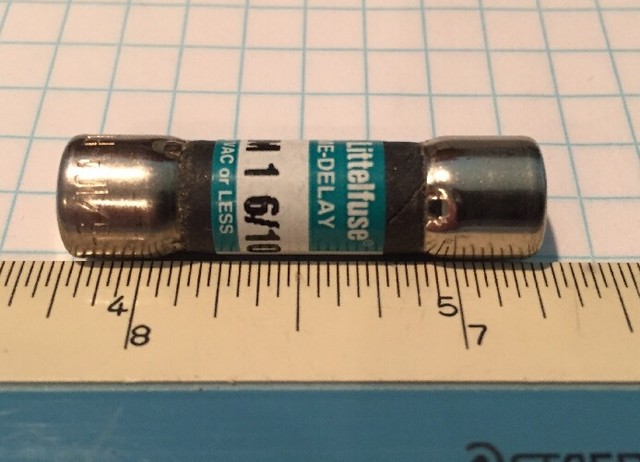 Littelfuse®
E-DELAY
M 1 6/10
VAC or LESS
4 5
8 7